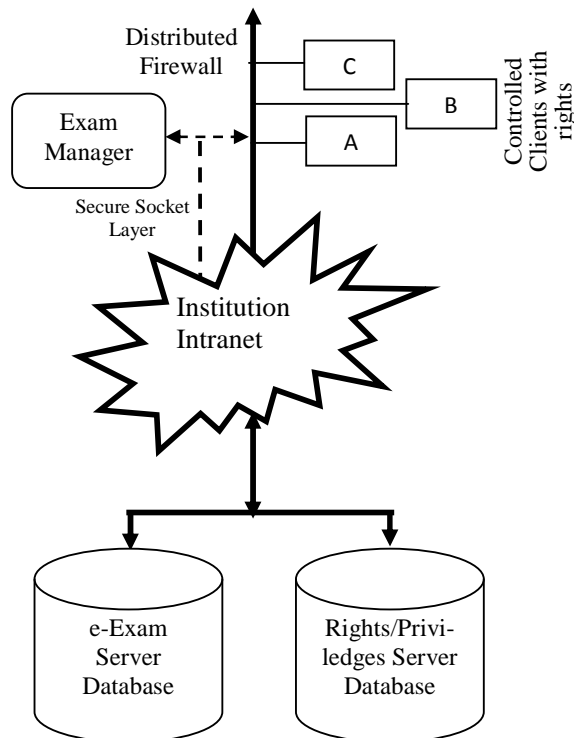 Distributed
Firewall
C
B
A
Controlled
Clients with
rights
Exam
Manager
Secure Socket
Layer
Institution
Intranet
e-Exam
Server
Database
Rights/Privi-
ledges Server
Database